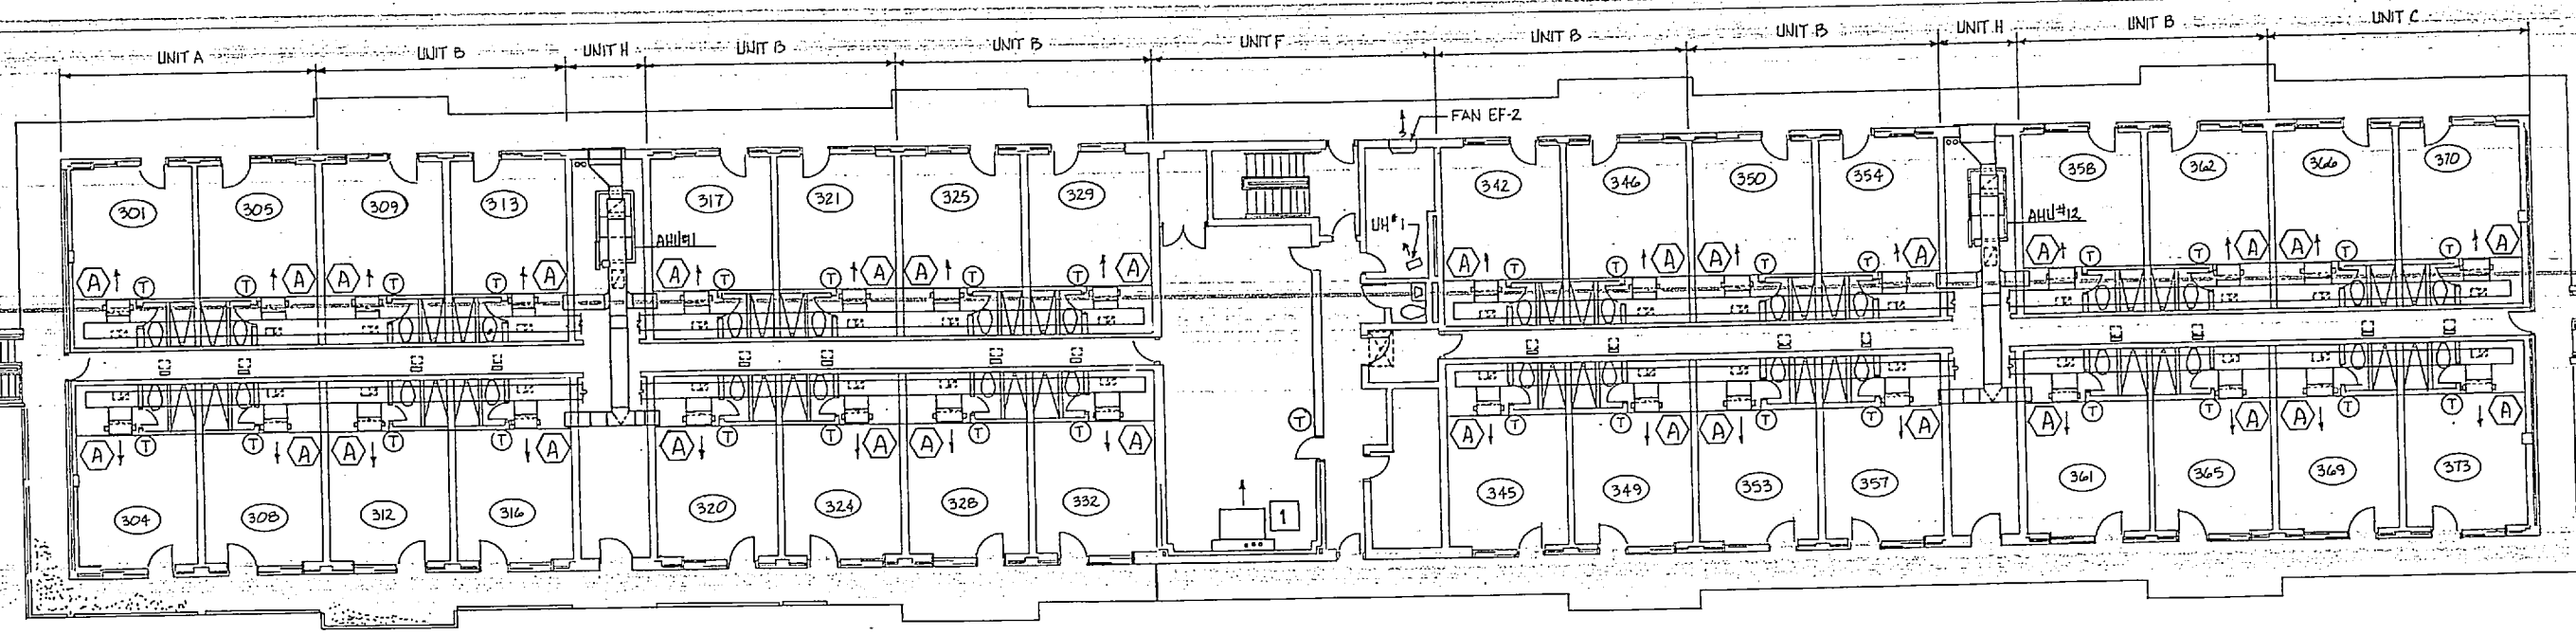 UNIT A UNIT B UNIT H UNIT B UNIT B UNIT F UNIT B UNIT B UNIT H UNIT B UNIT C
FAN EF-2
301 305 309 313 317 321 325 329 342 346 350 354 358 362 366 370
AHU#1 UH#1 AHU#12
A A A A A A A A A A A A A A A A
T T T T T T T T T T T T T T T T
T
T T T T T T T T T T T T T T T T
A A A A A A A A A A A A A A A A
304 308 312 316 320 324 328 332 345 349 353 357 361 365 369 373
1